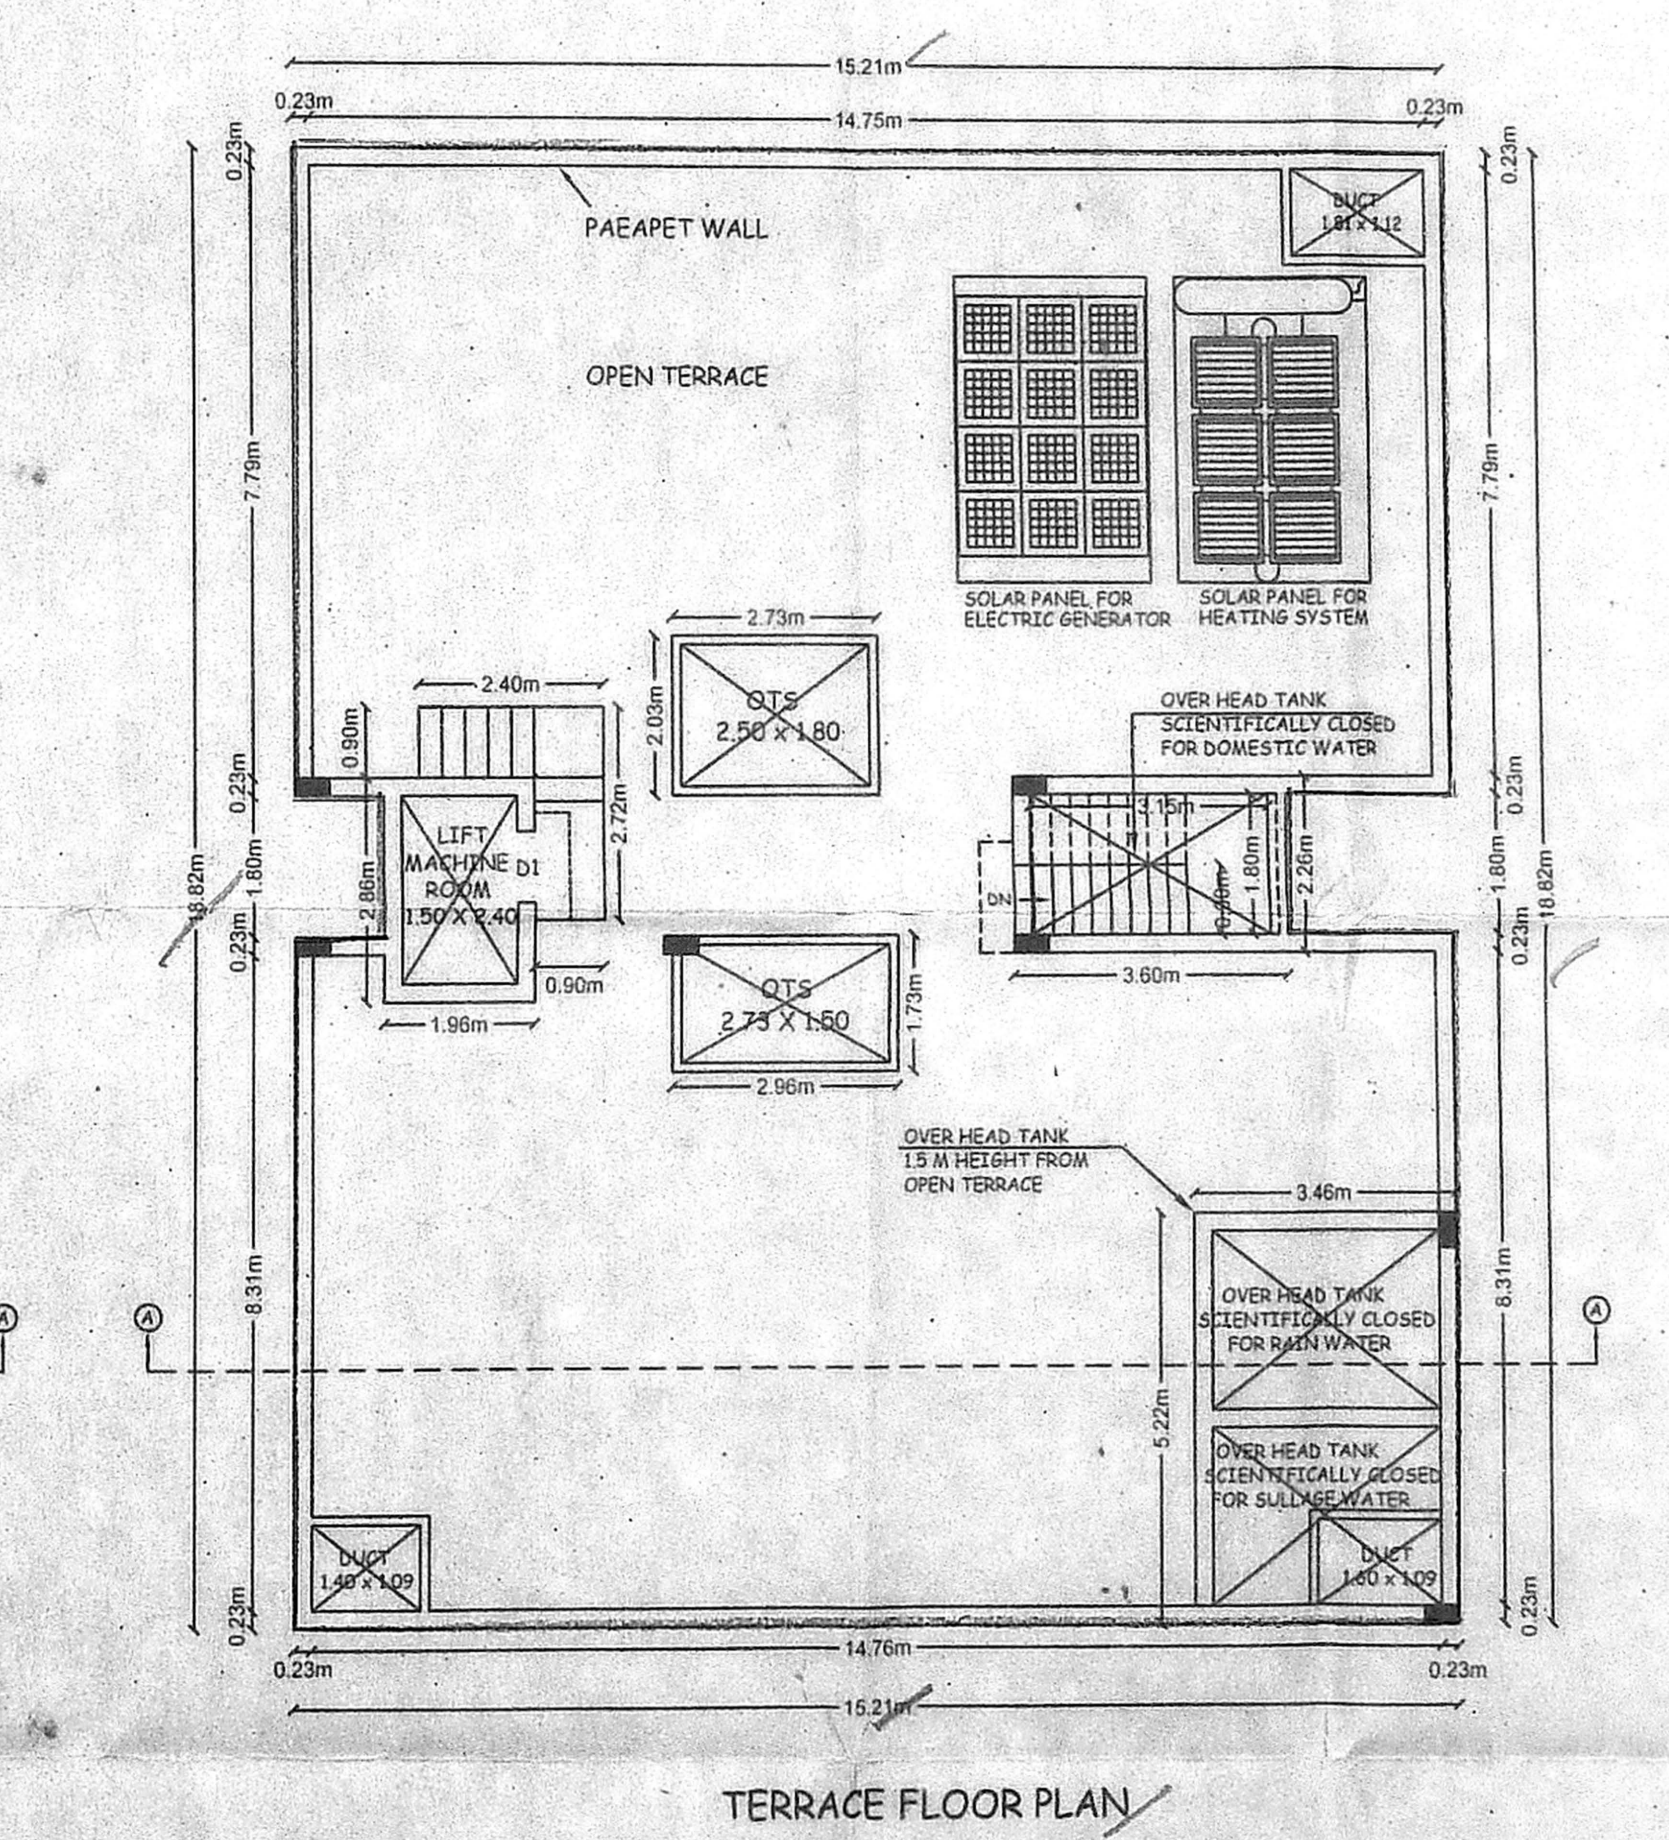 15.21m
0.23m
0.23m
14.75m
0.23m
0.23m
PAEAPET WALL
DUCT
1.81 x 1.12
OPEN TERRACE
7.79m
7.79m
SOLAR PANEL FOR
ELECTRIC GENERATOR
SOLAR PANEL FOR
HEATING SYSTEM
2.73m
2.03m
OTS
2.50 x 1.80
2.40m
0.90m
2.72m
OVER HEAD TANK
SCIENTIFICALLY CLOSED
FOR DOMESTIC WATER
0.23m
0.23m
LIFT
MACHINE
ROOM
1.50 X 2.40
D1
2.86m
18.82m
1.80m
0.23m
3.15m
DN
1.80m
2.26m
1.80m
18.82m
0.23m
3.60m
0.90m
1.96m
OTS
2.73 X 1.50
1.73m
2.96m
OVER HEAD TANK
1.5 M HEIGHT FROM
OPEN TERRACE
3.46m
8.31m
8.31m
A
A
A
OVER HEAD TANK
SCIENTIFICALLY CLOSED
FOR RAIN WATER
5.22m
OVER HEAD TANK
SCIENTIFICALLY CLOSED
FOR SULLAGE WATER
DUCT
1.40 x 1.09
DUCT
1.60 x 1.09
0.23m
0.23m
14.76m
0.23m
0.23m
15.21m
TERRACE FLOOR PLAN